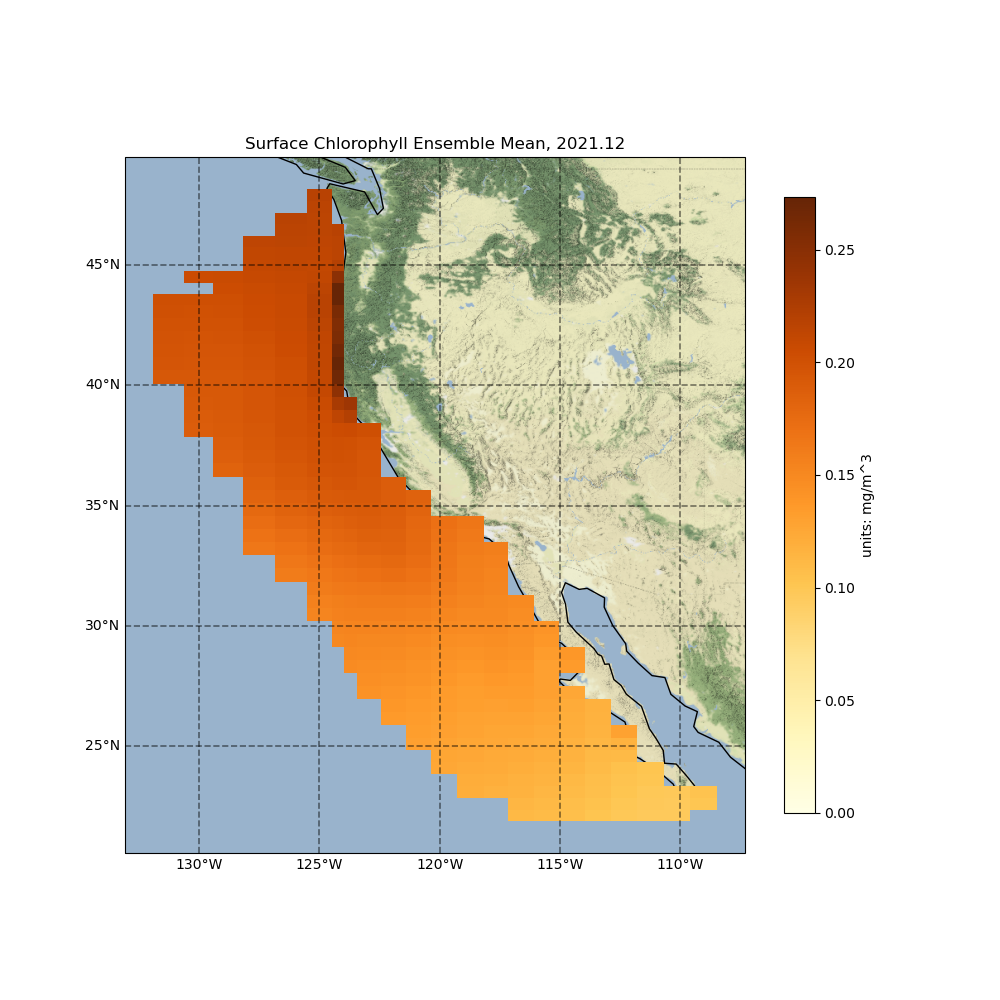 Surface Chlorophyll Ensemble Mean, 2021.12
45°N
40°N
35°N
30°N
25°N
130°W 125°W 120°W 115°W 110°W
0.25
0.20
0.15
0.10
0.05
0.00
units: mg/m^3